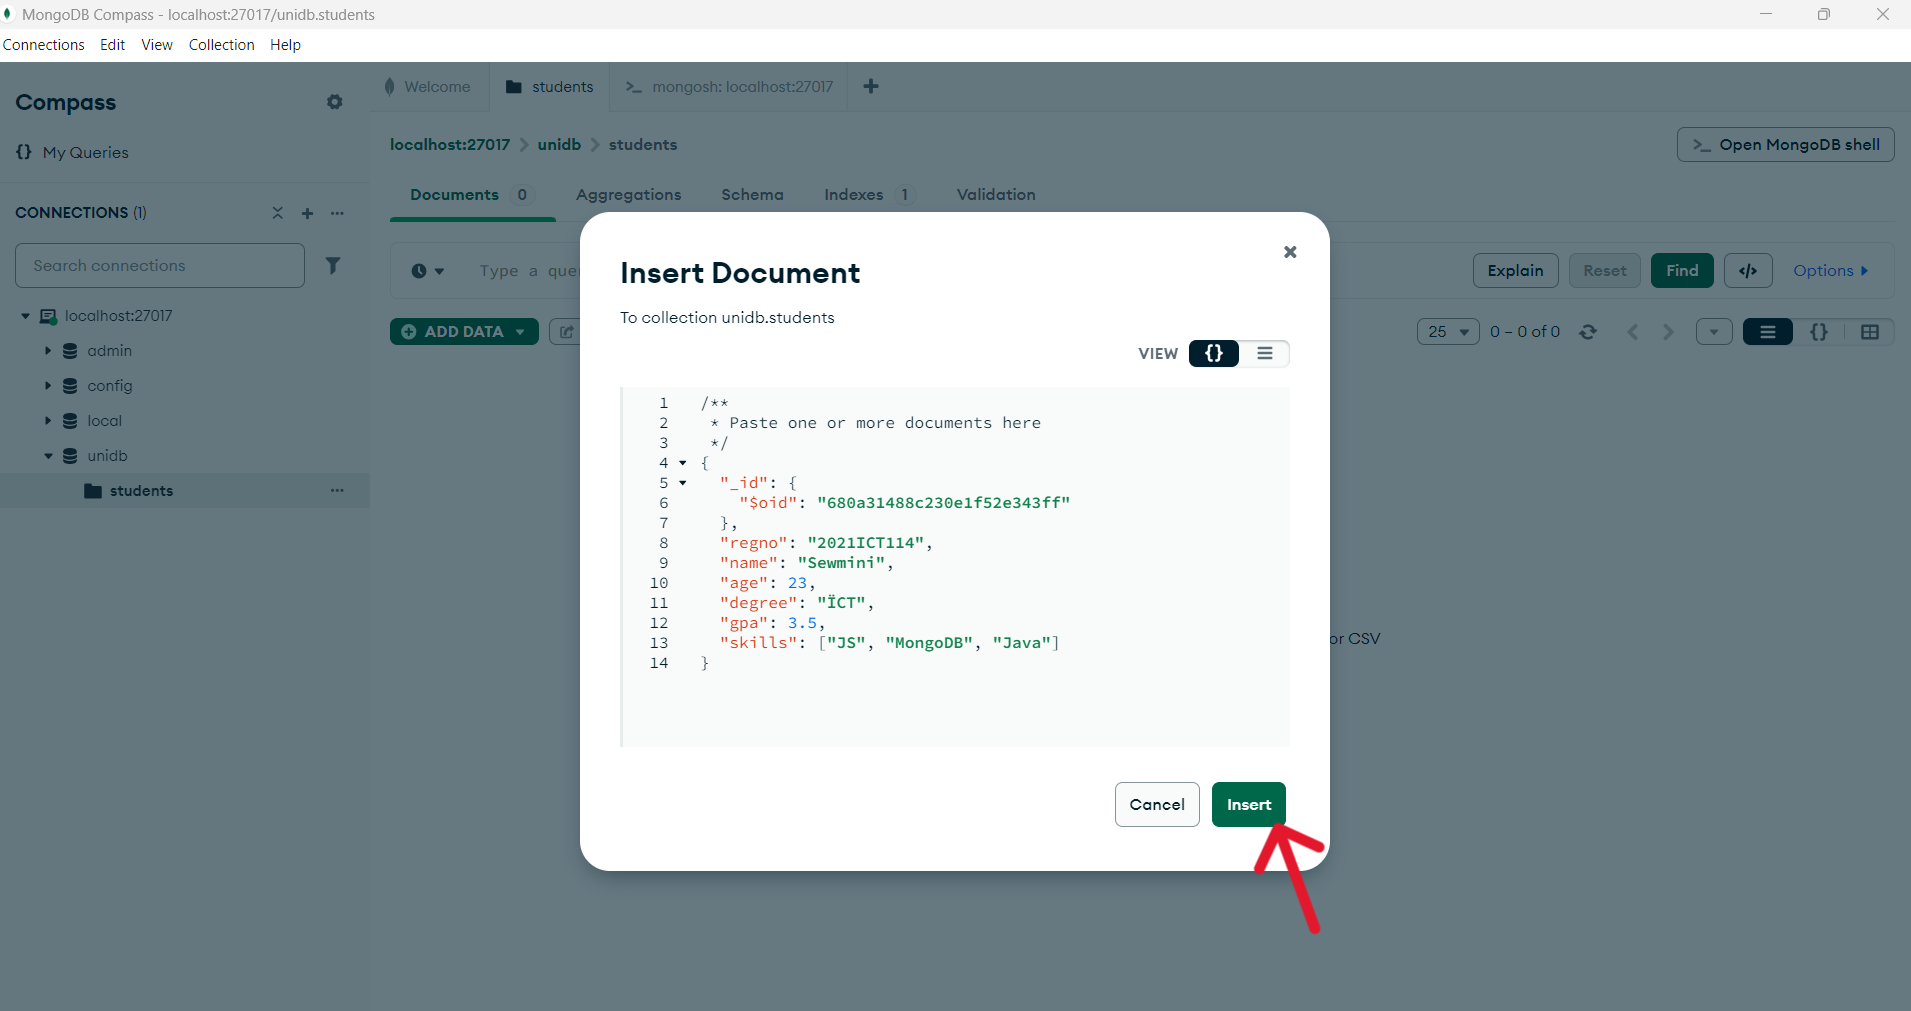 MongoDB Compass - localhost:27017/unidb.students
Connections Edit View Collection Help
Compass
My Queries
CONNECTIONS (1)
Search connections
localhost:27017
admin
config
local
unidb
students
Welcome students >_ mongosh: localhost:27017
localhost:27017 > unidb > students
>_ Open MongoDB shell
Documents 0 Aggregations Schema Indexes 1 Validation
Type a
Explain Reset Find </> Options
ADD DATA
25 0 – 0 of 0 {}
or CSV
Insert Document
To collection unidb.students
VIEW {}
1 /**
2 * Paste one or more documents here
3 */
4 {
5 "_id": {
6 "$oid": "680a31488c230e1f52e343ff"
7 },
8 "regno": "2021ICT114",
9 "name": "Sewmini",
10 "age": 23,
11 "degree": "ÏCT",
12 "gpa": 3.5,
13 "skills": ["JS", "MongoDB", "Java"]
14 }
Cancel Insert